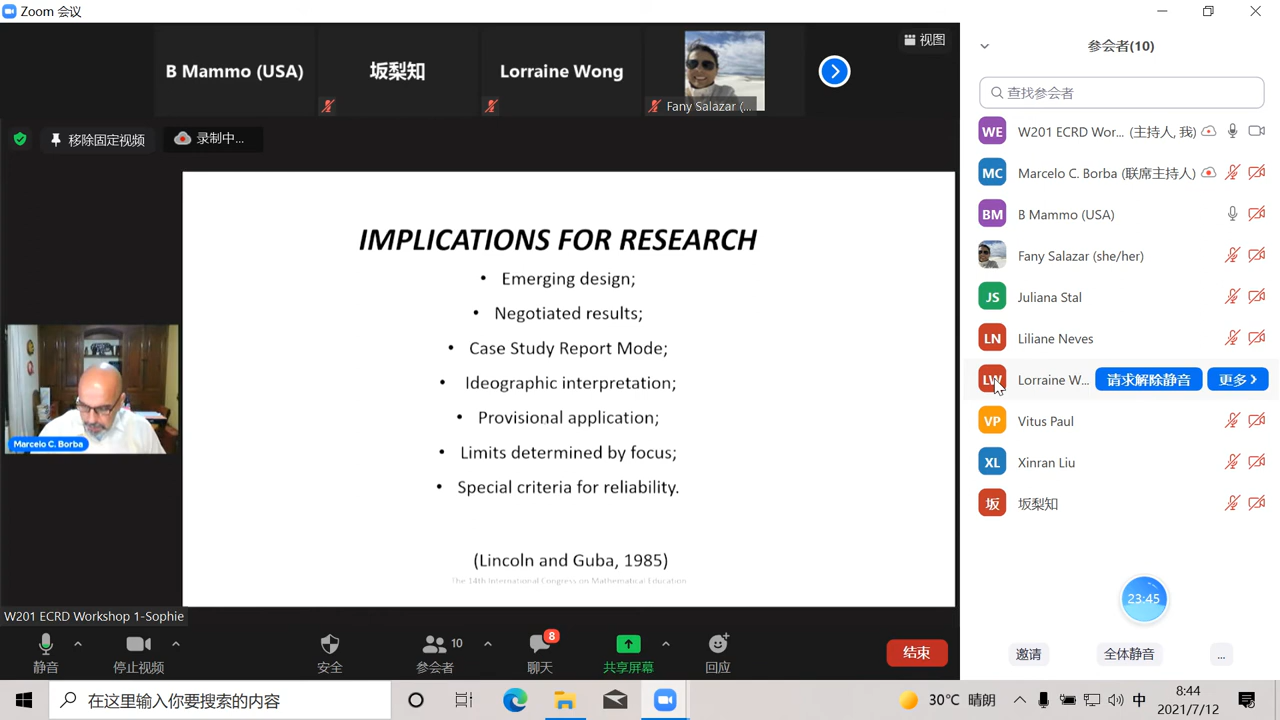 Zoom 会议
B Mammo (USA)
坂梨知
Lorraine Wong
Fany Salazar (...
视图
移除固定视频
录制中...
IMPLICATIONS FOR RESEARCH
• Emerging design;
• Negotiated results;
• Case Study Report Mode;
• Ideographic interpretation;
• Provisional application;
• Limits determined by focus;
• Special criteria for reliability.
(Lincoln and Guba, 1985)
The 14th International Congress on Mathematical Education
Marcelo C. Borba
W201 ECRD Workshop 1-Sophie
静音
停止视频
安全
10
参会者
8
聊天
共享屏幕
回应
结束
参会者(10)
查找参会者
WE W201 ECRD Wor... (主持人, 我)
MC Marcelo C. Borba (联席主持人)
BM B Mammo (USA)
Fany Salazar (she/her)
JS Juliana Stal
LN Liliane Neves
LW Lorraine W... 请求解除静音 更多
VP Vitus Paul
XL Xinran Liu
坂 坂梨知
23:45
邀请 全体静音 ...
在这里输入你要搜索的内容
30°C 晴朗
中
8:44
2021/7/12